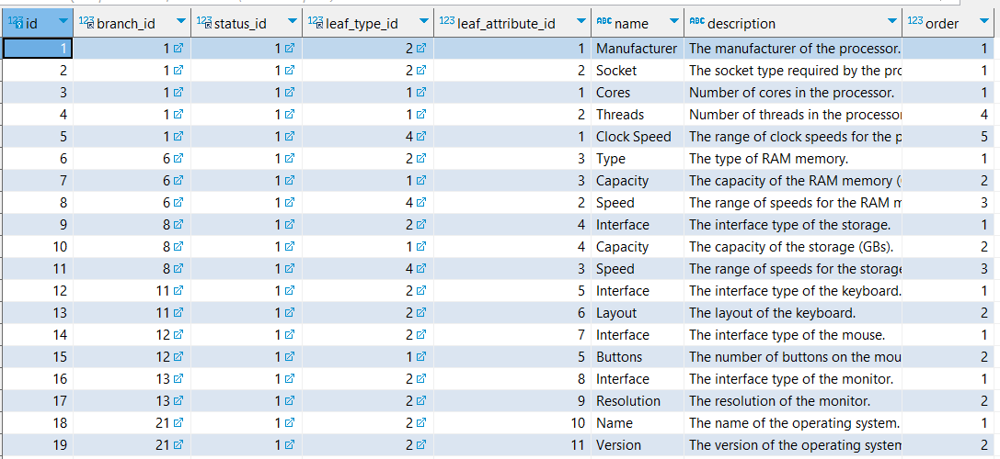 123 id 123 branch_id 123 status_id 123 leaf_type_id 123 leaf_attribute_id ABC name ABC description 123 order
1 1 1 2 1 Manufacturer The manufacturer of the processor. 1
2 1 1 2 2 Socket The socket type required by the pro 1
3 1 1 1 1 Cores Number of cores in the processor. 1
4 1 1 1 2 Threads Number of threads in the processor 4
5 1 1 4 1 Clock Speed The range of clock speeds for the p 5
6 6 1 2 3 Type The type of RAM memory. 1
7 6 1 1 3 Capacity The capacity of the RAM memory ( 2
8 6 1 4 2 Speed The range of speeds for the RAM m 3
9 8 1 2 4 Interface The interface type of the storage. 1
10 8 1 1 4 Capacity The capacity of the storage (GBs). 2
11 8 1 4 3 Speed The range of speeds for the storage 3
12 11 1 2 5 Interface The interface type of the keyboard. 1
13 11 1 2 6 Layout The layout of the keyboard. 2
14 12 1 2 7 Interface The interface type of the mouse. 1
15 12 1 1 5 Buttons The number of buttons on the mou 2
16 13 1 2 8 Interface The interface type of the monitor. 1
17 13 1 2 9 Resolution The resolution of the monitor. 2
18 21 1 2 10 Name The name of the operating system. 1
19 21 1 2 11 Version The version of the operating system 2